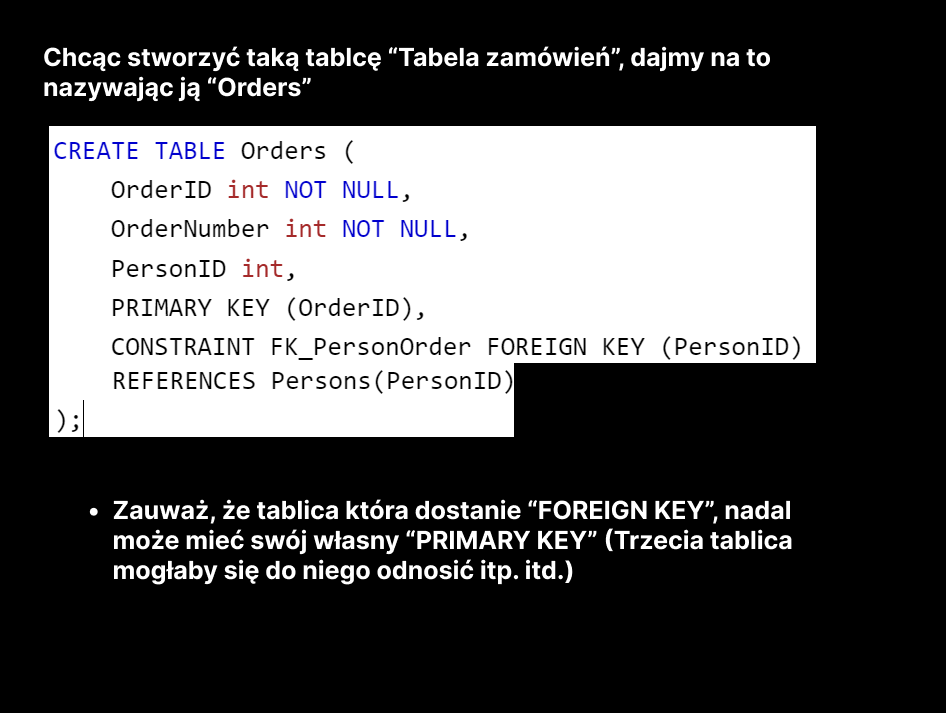 Chcąc stworzyć taką tablcę “Tabela zamówień”, dajmy na to
nazywając ją “Orders”
CREATE TABLE Orders (
    OrderID int NOT NULL,
    OrderNumber int NOT NULL,
    PersonID int,
    PRIMARY KEY (OrderID),
    CONSTRAINT FK_PersonOrder FOREIGN KEY (PersonID)
    REFERENCES Persons(PersonID)
);
• Zauważ, że tablica która dostanie “FOREIGN KEY”, nadal
może mieć swój własny “PRIMARY KEY” (Trzecia tablica
mogłaby się do niego odnosić itp. itd.)